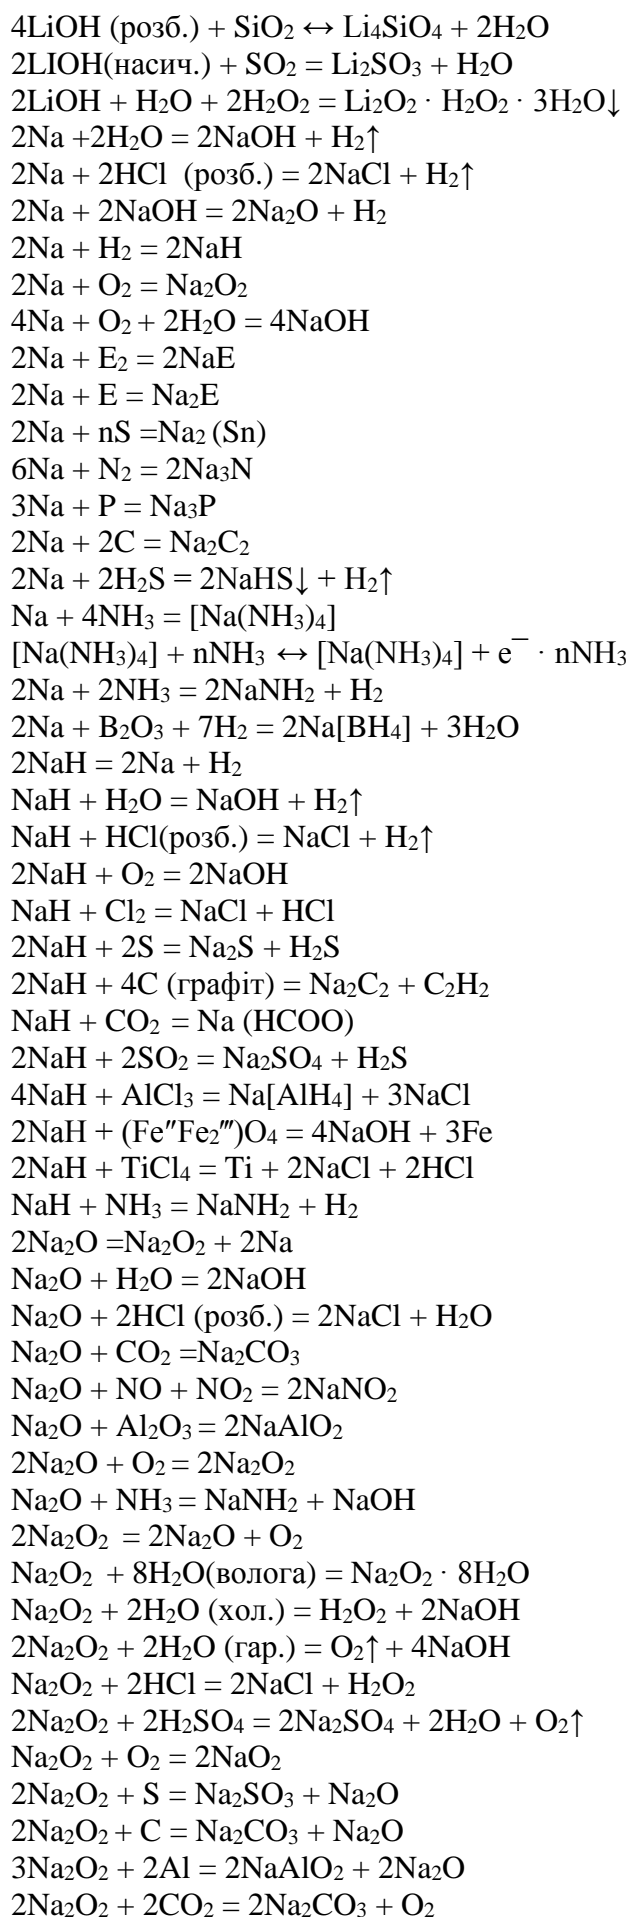 4LiOH (розб.) + SiO₂ ↔ Li₄SiO₄ + 2H₂O
2LIOH(насич.) + SO₂ = Li₂SO₃ + H₂O
2LiOH + H₂O + 2H₂O₂ = Li₂O₂ · H₂O₂ · 3H₂O↓
2Na +2H₂O = 2NaOH + H₂↑
2Na + 2HCl (розб.) = 2NaCl + H₂↑
2Na + 2NaOH = 2Na₂O + H₂
2Na + H₂ = 2NaH
2Na + O₂ = Na₂O₂
4Na + O₂ + 2H₂O = 4NaOH
2Na + E₂ = 2NaE
2Na + E = Na₂E
2Na + nS =Na₂ (Sn)
6Na + N₂ = 2Na₃N
3Na + P = Na₃P
2Na + 2C = Na₂C₂
2Na + 2H₂S = 2NaHS↓ + H₂↑
Na + 4NH₃ = [Na(NH₃)₄]
[Na(NH₃)₄] + nNH₃ ↔ [Na(NH₃)₄] + e⁻ · nNH₃
2Na + 2NH₃ = 2NaNH₂ + H₂
2Na + B₂O₃ + 7H₂ = 2Na[BH₄] + 3H₂O
2NaH = 2Na + H₂
NaH + H₂O = NaOH + H₂↑
NaH + HCl(розб.) = NaCl + H₂↑
2NaH + O₂ = 2NaOH
NaH + Cl₂ = NaCl + HCl
2NaH + 2S = Na₂S + H₂S
2NaH + 4C (графіт) = Na₂C₂ + C₂H₂
NaH + CO₂ = Na (HCOO)
2NaH + 2SO₂ = Na₂SO₄ + H₂S
4NaH + AlCl₃ = Na[AlH₄] + 3NaCl
2NaH + (Fe″Fe₂‴)O₄ = 4NaOH + 3Fe
2NaH + TiCl₄ = Ti + 2NaCl + 2HCl
NaH + NH₃ = NaNH₂ + H₂
2Na₂O =Na₂O₂ + 2Na
Na₂O + H₂O = 2NaOH
Na₂O + 2HCl (розб.) = 2NaCl + H₂O
Na₂O + CO₂ =Na₂CO₃
Na₂O + NO + NO₂ = 2NaNO₂
Na₂O + Al₂O₃ = 2NaAlO₂
2Na₂O + O₂ = 2Na₂O₂
Na₂O + NH₃ = NaNH₂ + NaOH
2Na₂O₂ = 2Na₂O + O₂
Na₂O₂ + 8H₂O(волога) = Na₂O₂ · 8H₂O
Na₂O₂ + 2H₂O (хол.) = H₂O₂ + 2NaOH
2Na₂O₂ + 2H₂O (гар.) = O₂↑ + 4NaOH
Na₂O₂ + 2HCl = 2NaCl + H₂O₂
2Na₂O₂ + 2H₂SO₄ = 2Na₂SO₄ + 2H₂O + O₂↑
Na₂O₂ + O₂ = 2NaO₂
2Na₂O₂ + S = Na₂SO₃ + Na₂O
2Na₂O₂ + C = Na₂CO₃ + Na₂O
3Na₂O₂ + 2Al = 2NaAlO₂ + 2Na₂O
2Na₂O₂ + 2CO₂ = 2Na₂CO₃ + O₂